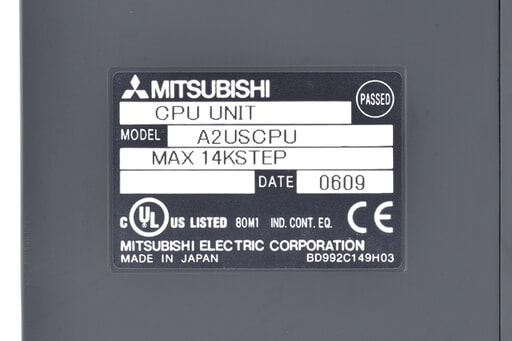 MITSUBISHI
PASSED
CPU UNIT
MODEL A2USCPU
MAX 14KSTEP
DATE 0609
C UL US LISTED 80M1 IND. CONT. EQ. CE
MITSUBISHI ELECTRIC CORPORATION
MADE IN JAPAN BD992C149H03